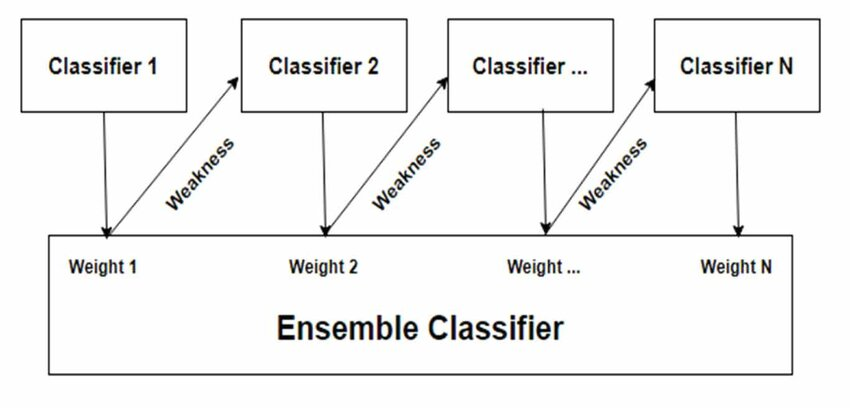 Classifier 1
Classifier 2
Classifier ...
Classifier N
Weakness
Weakness
Weakness
Weight 1
Weight 2
Weight ...
Weight N
Ensemble Classifier